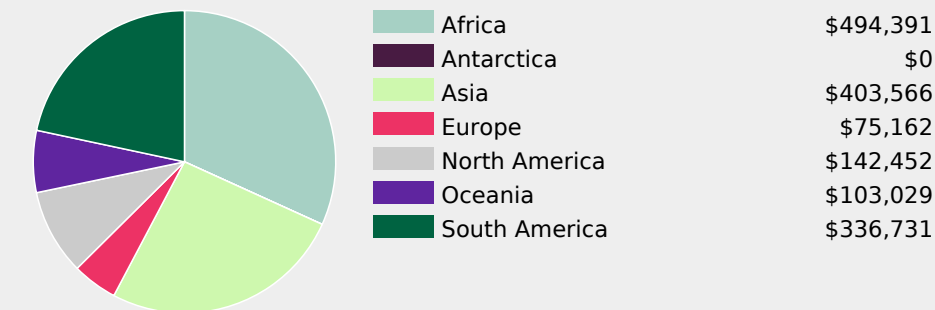 Africa $494,391
Antarctica $0
Asia $403,566
Europe $75,162
North America $142,452
Oceania $103,029
South America $336,731